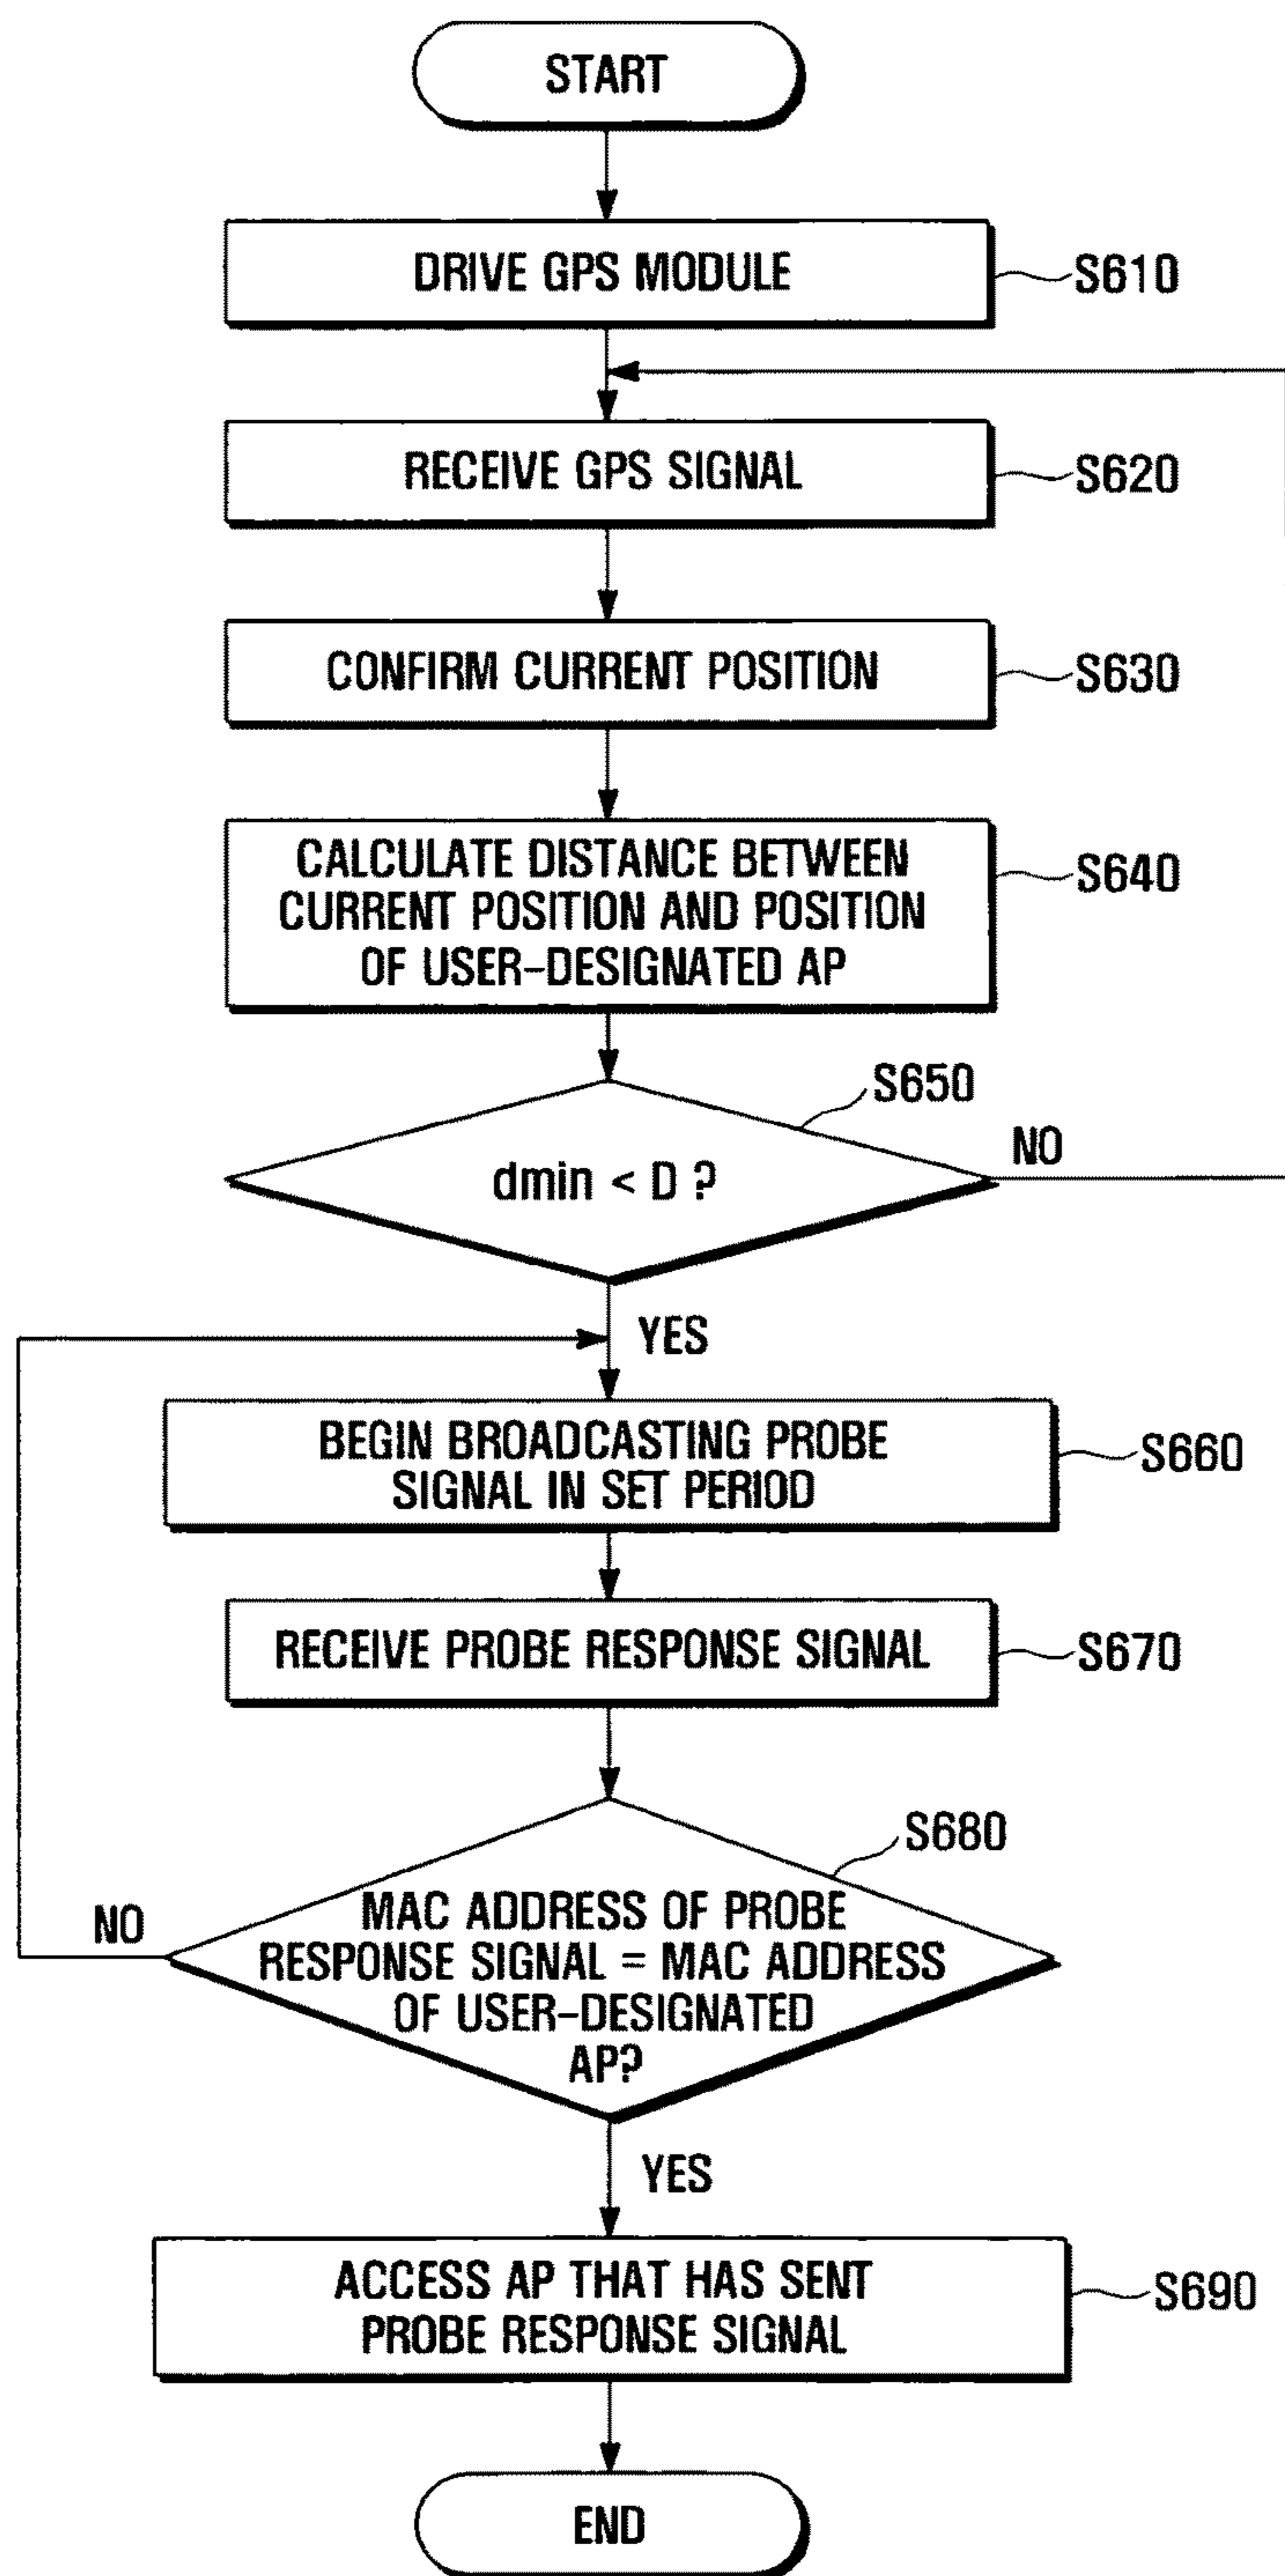 START
DRIVE GPS MODULE
S610
RECEIVE GPS SIGNAL
S620
CONFIRM CURRENT POSITION
S630
CALCULATE DISTANCE BETWEEN
CURRENT POSITION AND POSITION
OF USER-DESIGNATED AP
S640
S650
dmin < D ?
NO
YES
BEGIN BROADCASTING PROBE
SIGNAL IN SET PERIOD
S660
RECEIVE PROBE RESPONSE SIGNAL
S670
S680
MAC ADDRESS OF PROBE
RESPONSE SIGNAL = MAC ADDRESS
OF USER-DESIGNATED
AP?
NO
YES
ACCESS AP THAT HAS SENT
PROBE RESPONSE SIGNAL
S690
END